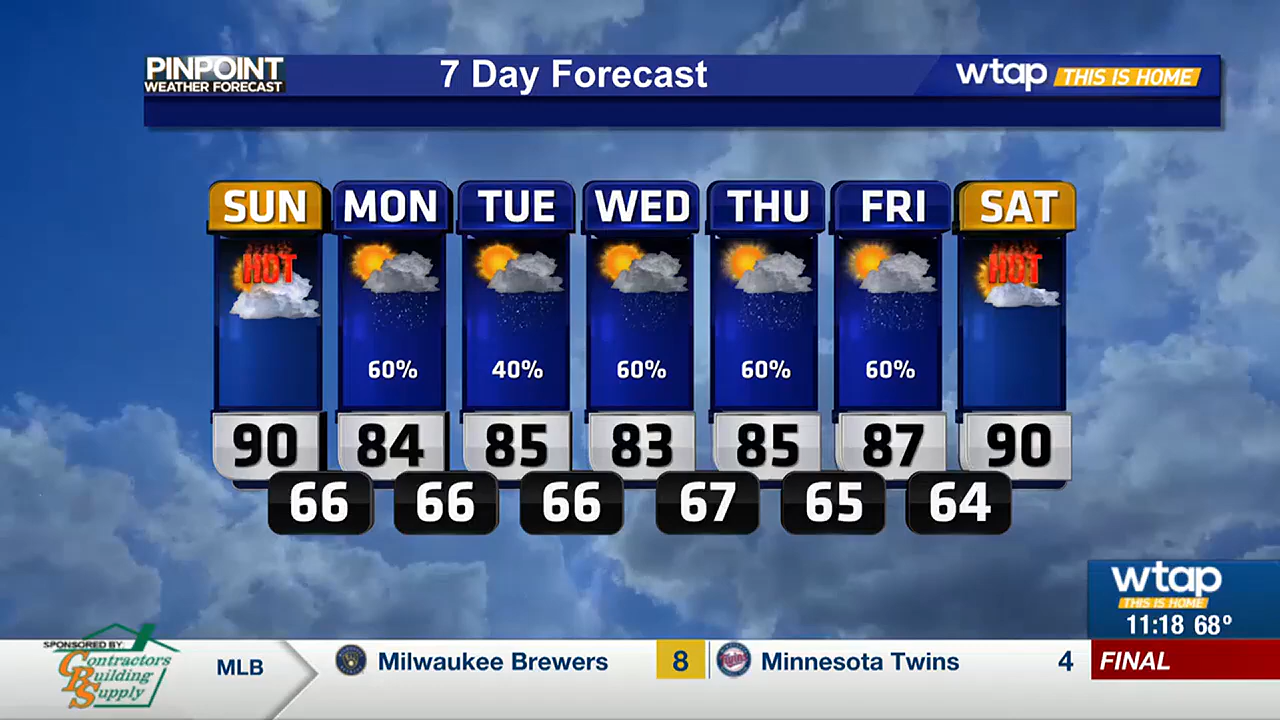 PINPOINT
WEATHER FORECAST
7 Day Forecast
wtap THIS IS HOME
SUN MON TUE WED THU FRI SAT
HOT HOT
60% 40% 60% 60% 60%
90 84 85 83 85 87 90
66 66 66 67 65 64
wtap
THIS IS HOME
11:18 68º
SPONSORED BY:
Contractors
Building
Supply
MLB Milwaukee Brewers 8 Twins Minnesota Twins 4 FINAL